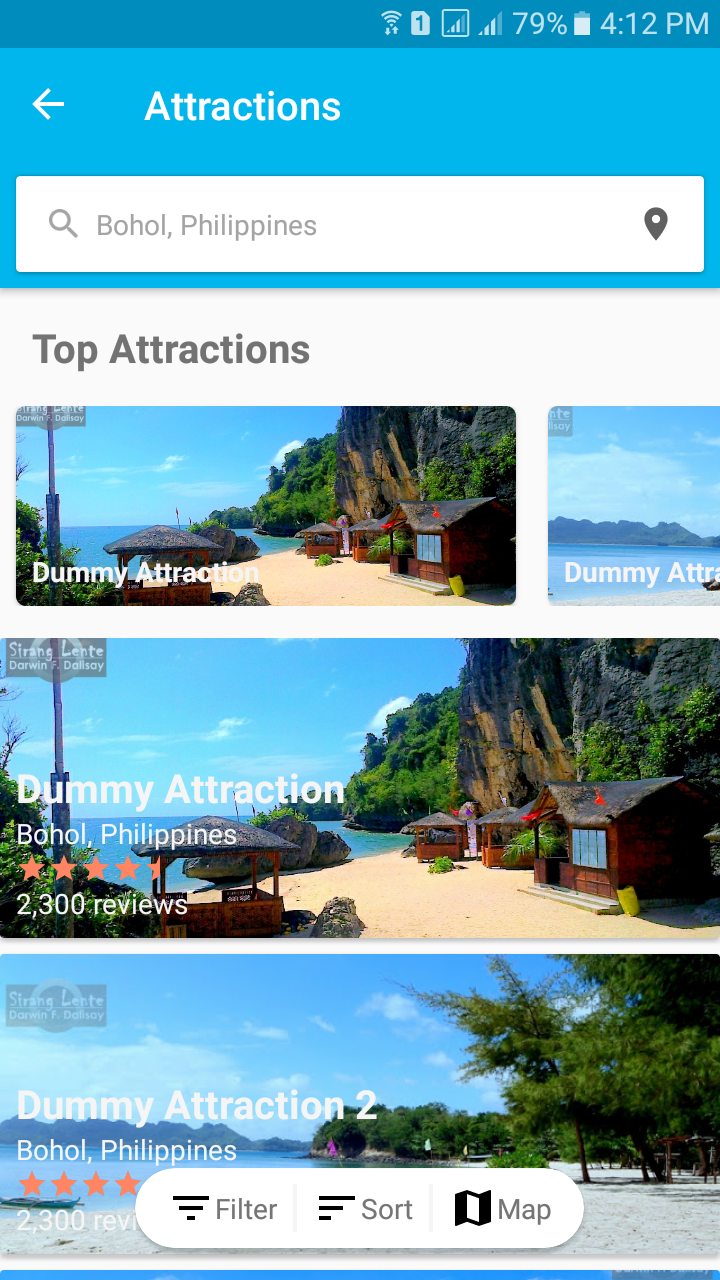 1
79%
4:12 PM
Attractions
Bohol, Philippines
Top Attractions
Sirang Lente
Darwin F. Dalisay
Dummy Attraction
Dummy Attra
Sirang Lente
Darwin F. Dalisay
Dummy Attraction
Bohol, Philippines
2,300 reviews
Sirang Lente
Darwin F. Dalisay
Dummy Attraction 2
Bohol, Philippines
2,300 revi
Filter
Sort
Map